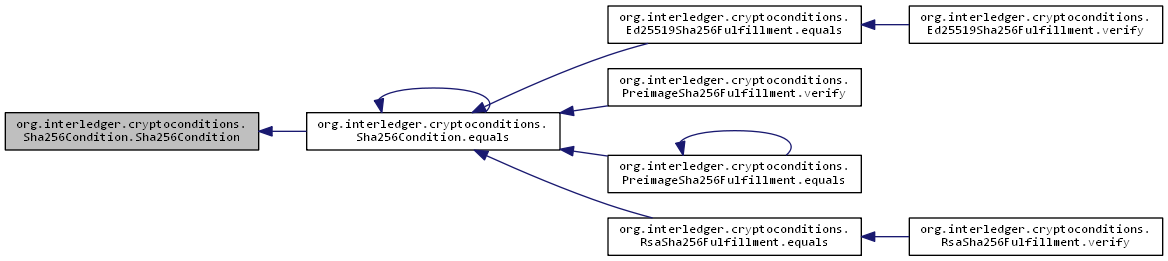 org.interledger.cryptoconditions.
Sha256Condition.Sha256Condition
org.interledger.cryptoconditions.
Sha256Condition.equals
org.interledger.cryptoconditions.
Ed25519Sha256Fulfillment.equals
org.interledger.cryptoconditions.
Ed25519Sha256Fulfillment.verify
org.interledger.cryptoconditions.
PreimageSha256Fulfillment.verify
org.interledger.cryptoconditions.
PreimageSha256Fulfillment.equals
org.interledger.cryptoconditions.
RsaSha256Fulfillment.equals
org.interledger.cryptoconditions.
RsaSha256Fulfillment.verify